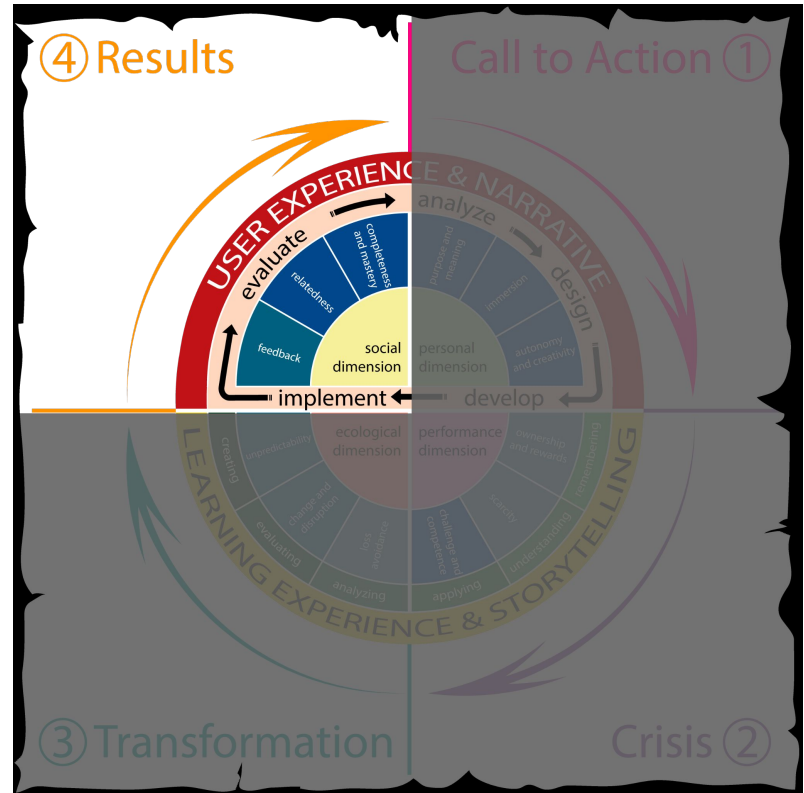 ④ Results
Call to Action ①
USER EXPERIENCE & NARRATIVE
evaluate
analyze
design
feedback
relatedness
completeness
and mastery
purpose and
meaning
immersion
autonomy
and creativity
social
dimension
personal
dimension
implement
develop
ecological
dimension
performance
dimension
creating
evaluating
analyzing
unpredictability
change and
disruption
loss
avoidance
challenge and
competence
scarcity
ownership
and rewards
applying
understanding
remembering
LEARNING EXPERIENCE & STORYTELLING
③ Transformation
Crisis ②